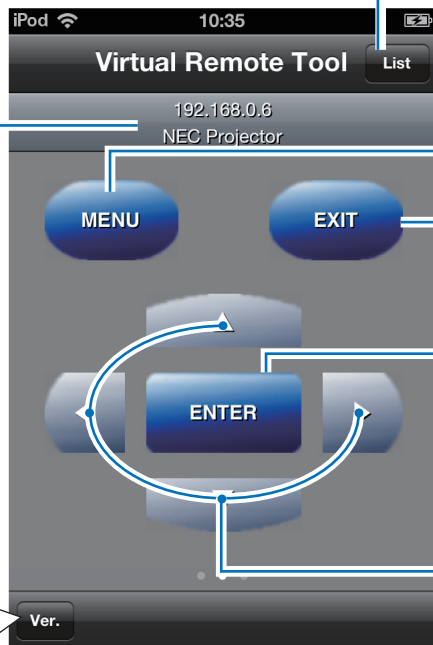 iPod 10:35
Virtual Remote Tool List
192.168.0.6
NEC Projector
MENU EXIT
ENTER
Ver.